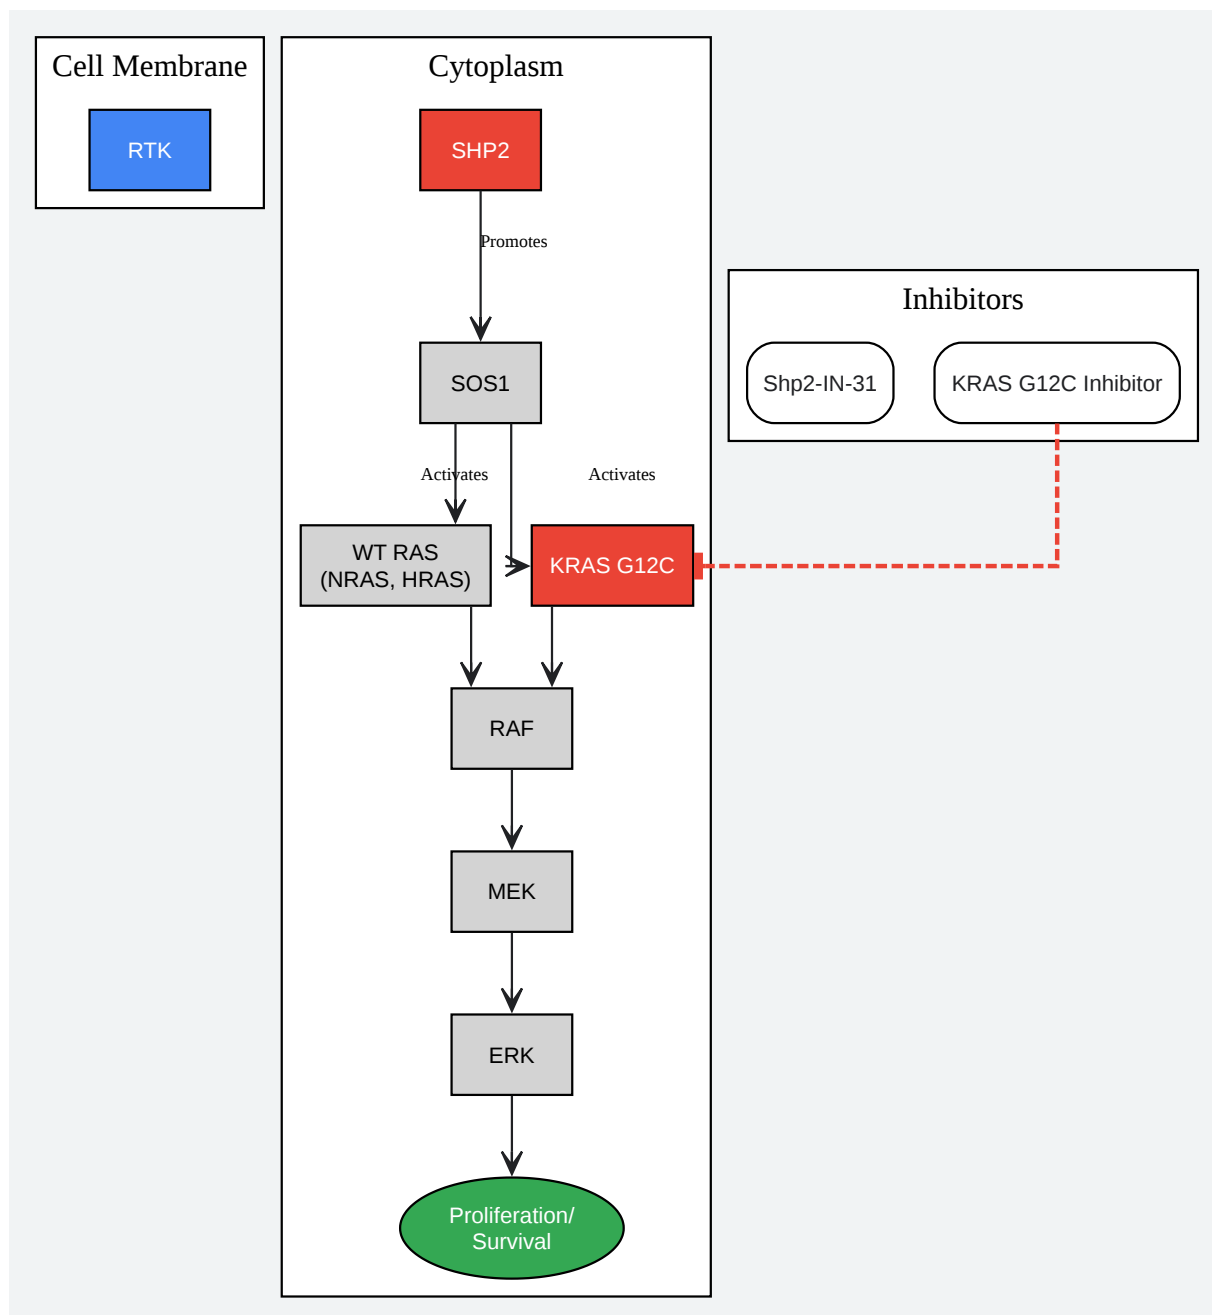 Cell Membrane
RTK
Cytoplasm
SHP2
Promotes
SOS1
Activates
Activates
WT RAS
(NRAS, HRAS)
KRAS G12C
RAF
MEK
ERK
Proliferation/
Survival
Inhibitors
Shp2-IN-31
KRAS G12C Inhibitor